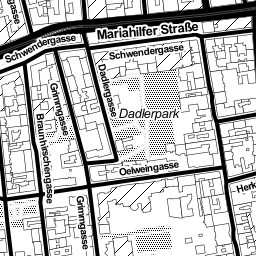 Mariahilfer Straße
Schwendergasse
Schwendergasse
Grimmgasse
Dadlergasse
Dadlerpark
Braunhirschengasse
Oelweingasse
Grimmgasse